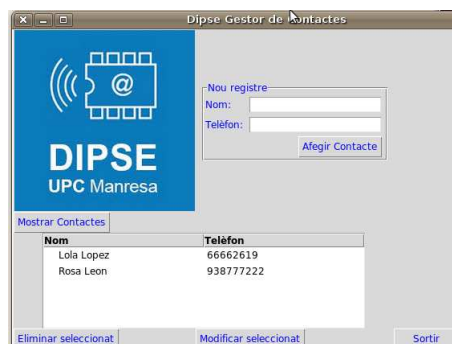 Dipse Gestor de Contactes
@
DIPSE
UPC Manresa
Nou registre
Nom:
Telèfon:
Afegir Contacte
Mostrar Contactes
Nom Telèfon
Lola Lopez 66662619
Rosa Leon 938777222
Eliminar seleccionat Modificar seleccionat Sortir